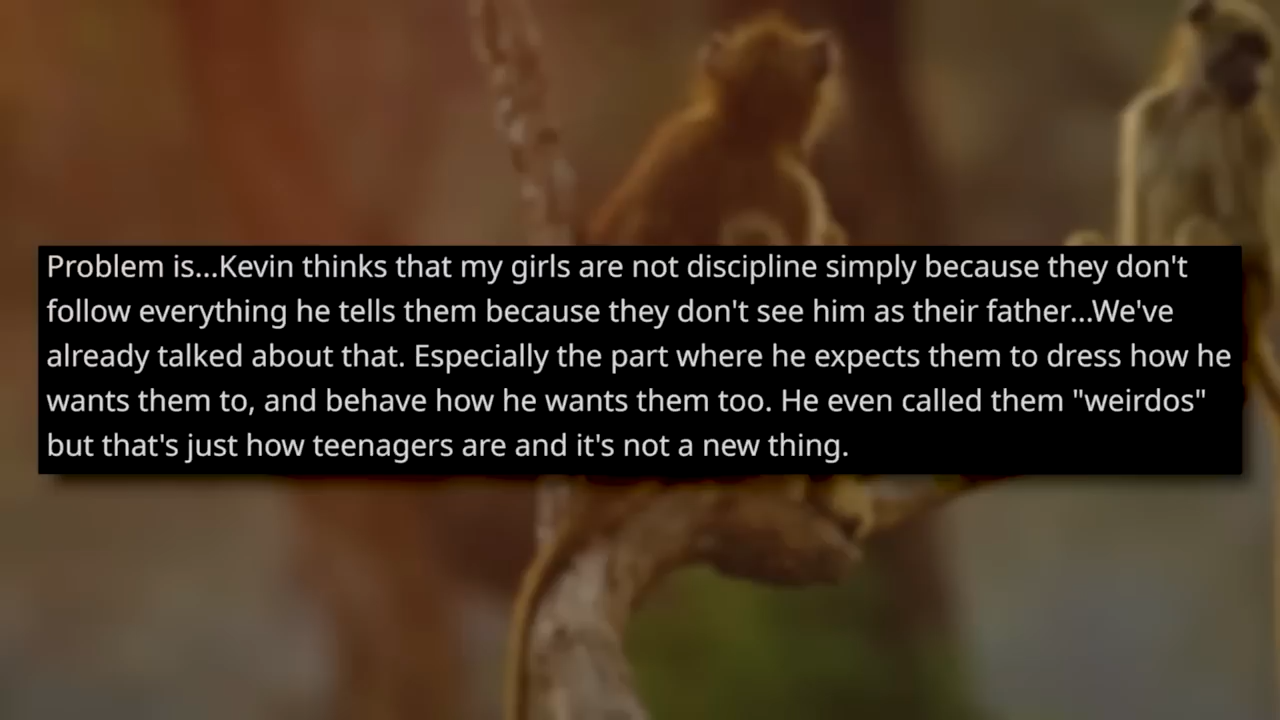 Problem is...Kevin thinks that my girls are not discipline simply because they don't
follow everything he tells them because they don't see him as their father...We've
already talked about that. Especially the part where he expects them to dress how he
wants them to, and behave how he wants them too. He even called them "weirdos"
but that's just how teenagers are and it's not a new thing.